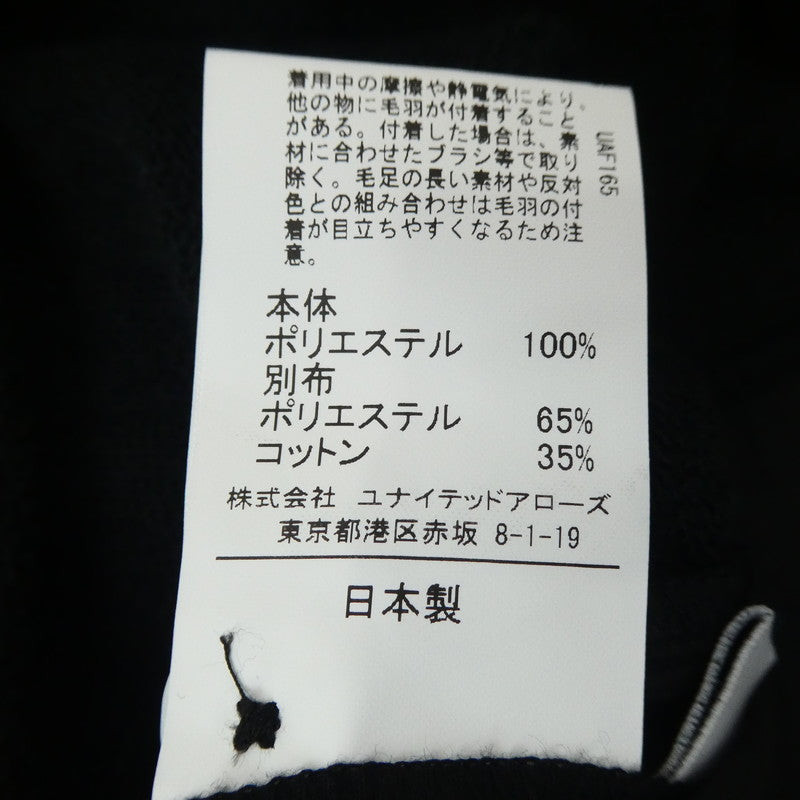 着用中の摩擦や静電気により、
他の物に毛羽が付着すること
がある。付着した場合は、素
材に合わせたブラシ等で取り
除く。毛足の長い素材や反対
色との組み合わせは毛羽の付
着が目立ちやすくなるため注
意。
UAF165
本体
ポリエステル 100%
別布
ポリエステル 65%
コットン 35%
株式会社 ユナイテッドアローズ
東京都港区赤坂 8-1-19
日本製